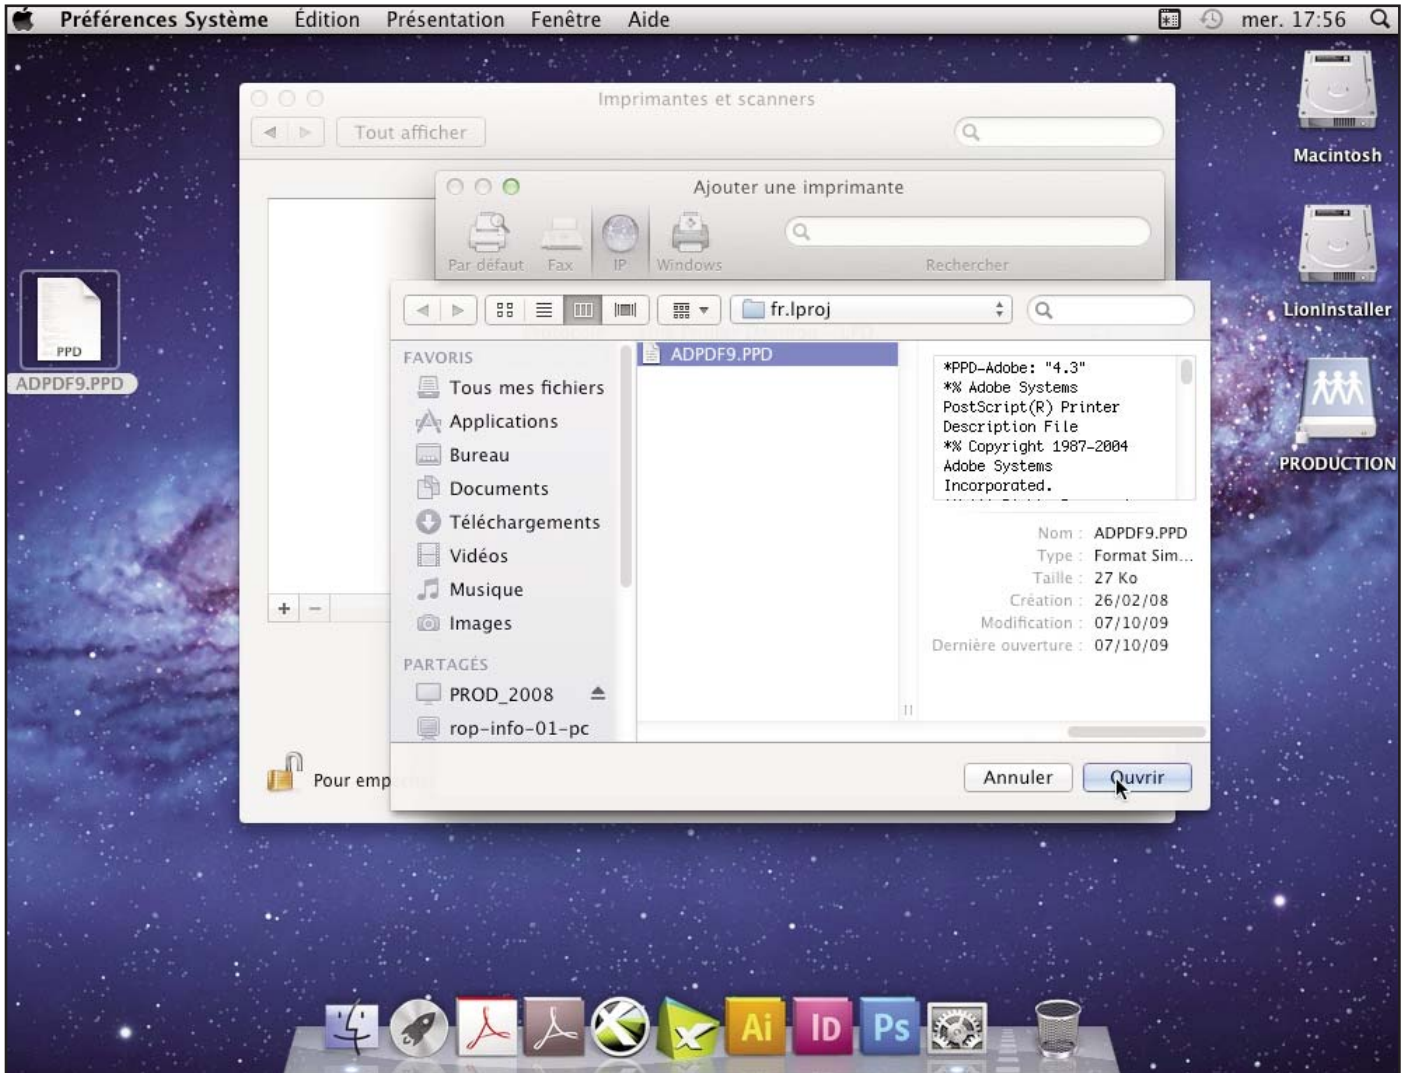 Préférences Système Édition Présentation Fenêtre Aide mer. 17:56
Imprimantes et scanners
Tout afficher
Macintosh
Ajouter une imprimante
Par défaut Fax IP Windows Rechercher
fr.lproj
LionInstaller
PPD
ADPDF9.PPD
FAVORIS
Tous mes fichiers
Applications
Bureau
Documents
Téléchargements
Vidéos
Musique
Images
PARTAGÉS
PROD_2008
rop-info-01-pc
ADPDF9.PPD
*PPD-Adobe: "4.3"
*% Adobe Systems
PostScript(R) Printer
Description File
*% Copyright 1987-2004
Adobe Systems
Incorporated.
Nom : ADPDF9.PPD
Type : Format Sim...
Taille : 27 Ko
Création : 26/02/08
Modification : 07/10/09
Dernière ouverture : 07/10/09
PRODUCTION
Pour emp
Annuler Ouvrir
Ai ID Ps